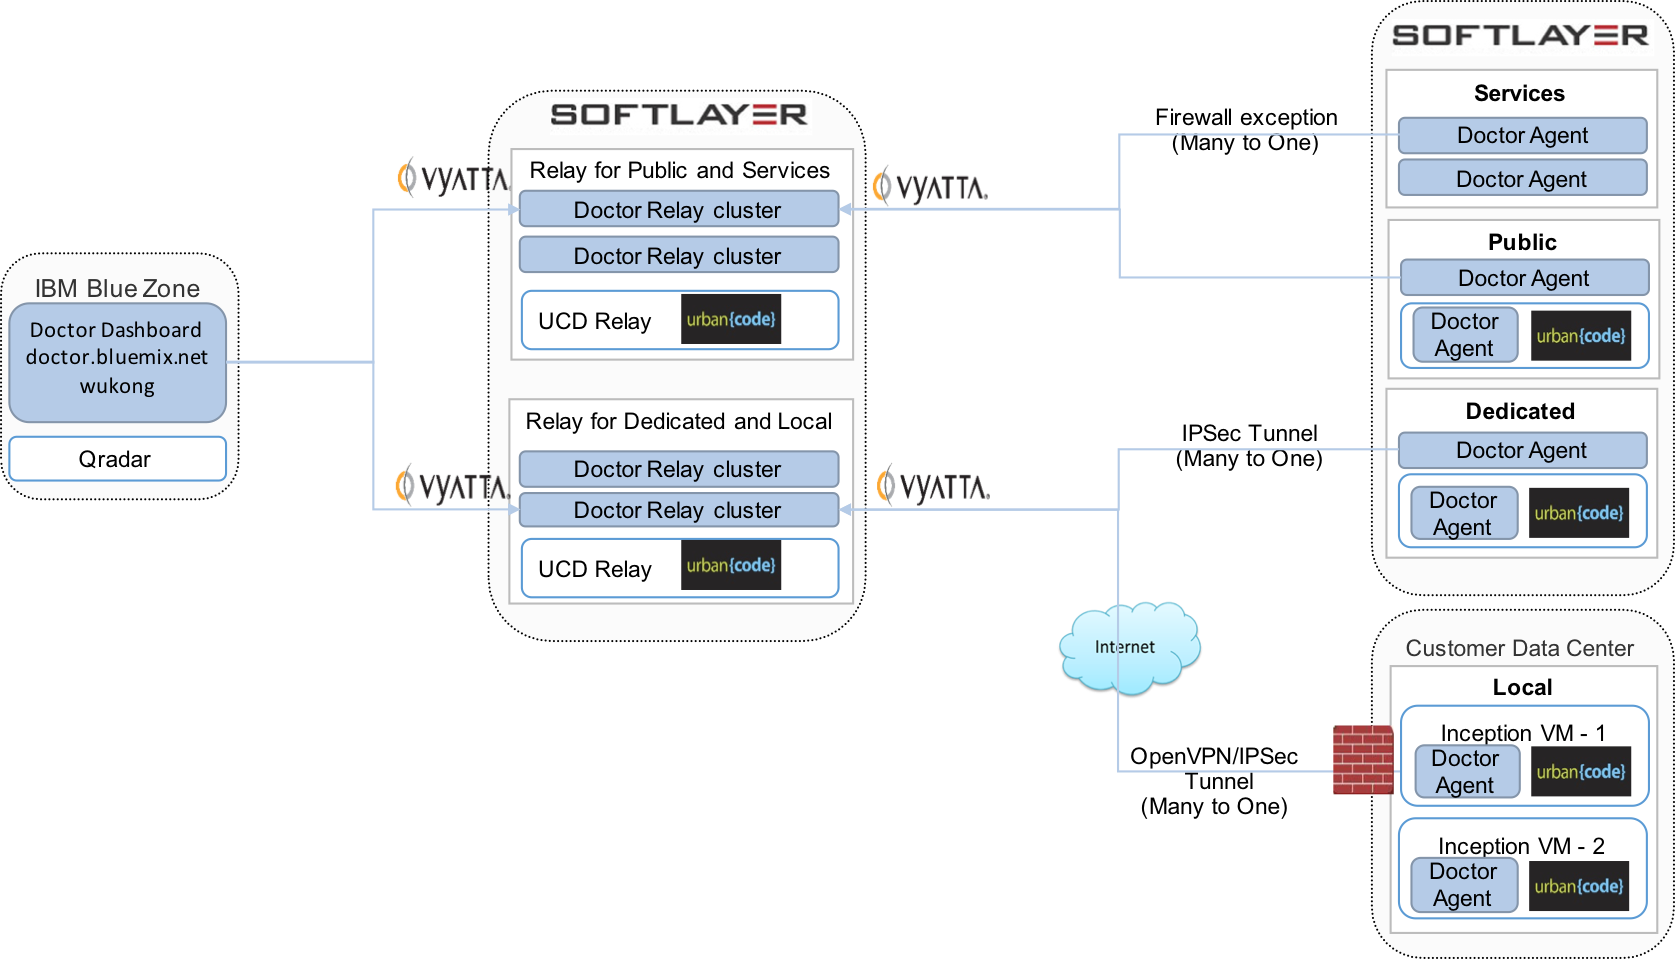 IBM Blue Zone
Doctor Dashboard
doctor.bluemix.net
wukong
Qradar
SOFTLAYER
VYATTA
Relay for Public and Services
Doctor Relay cluster
Doctor Relay cluster
UCD Relay
urban{code}
VYATTA
Relay for Dedicated and Local
Doctor Relay cluster
Doctor Relay cluster
UCD Relay
urban{code}
VYATTA
VYATTA
Firewall exception
(Many to One)
IPSec Tunnel
(Many to One)
Internet
OpenVPN/IPSec
Tunnel
(Many to One)
SOFTLAYER
Services
Doctor Agent
Doctor Agent
Public
Doctor Agent
Doctor
Agent
urban{code}
Dedicated
Doctor Agent
Doctor
Agent
urban{code}
Customer Data Center
Local
Inception VM - 1
Doctor
Agent
urban{code}
Inception VM - 2
Doctor
Agent
urban{code}